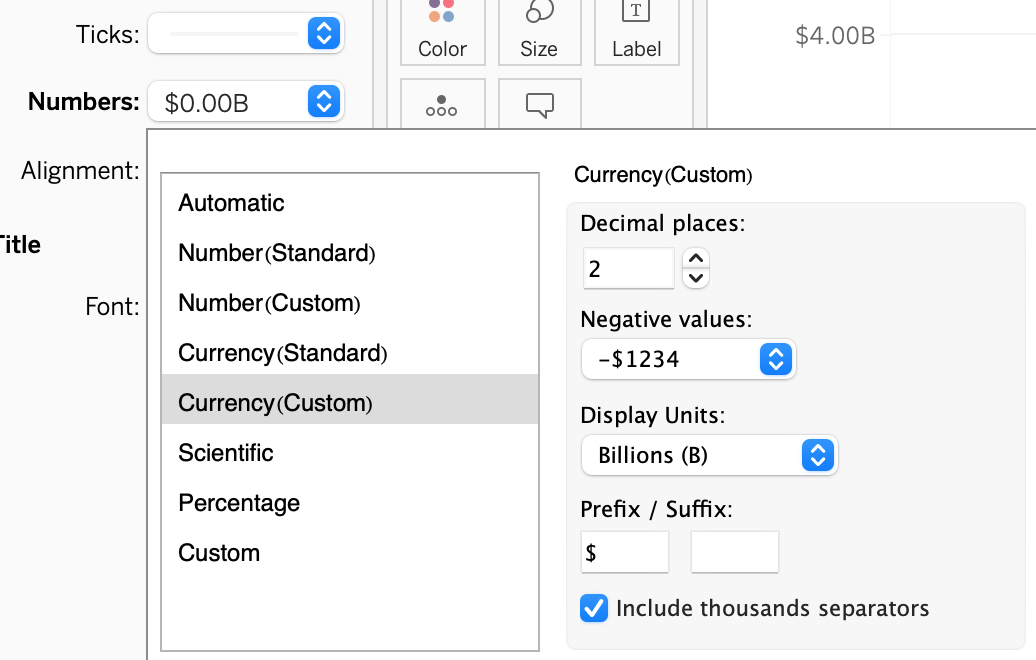 Ticks:
Color
Size
T
Label
$4.00B
Numbers:
$0.00B
Alignment:
Title
Font:
Automatic
Number(Standard)
Number(Custom)
Currency(Standard)
Currency(Custom)
Scientific
Percentage
Custom
Currency(Custom)
Decimal places:
2
Negative values:
-$1234
Display Units:
Billions (B)
Prefix / Suffix:
$
Include thousands separators